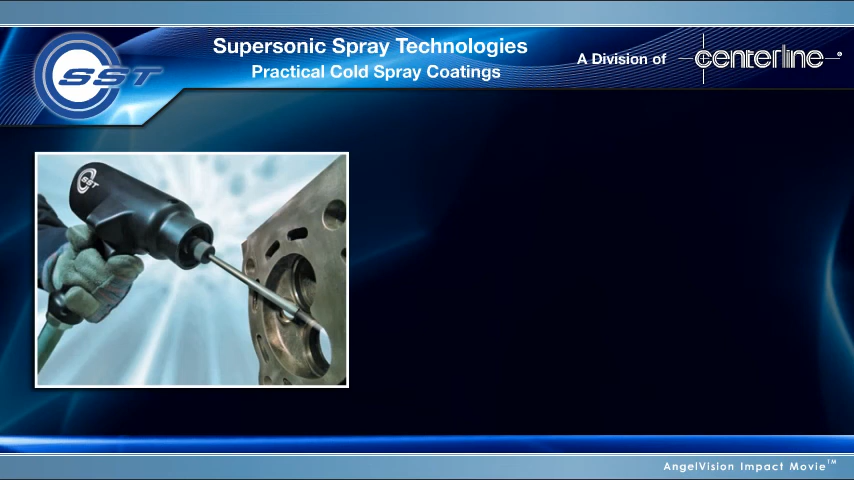 SST
Supersonic Spray Technologies
Practical Cold Spray Coatings
A Division of centerline
SST
AngelVision Impact Movie™